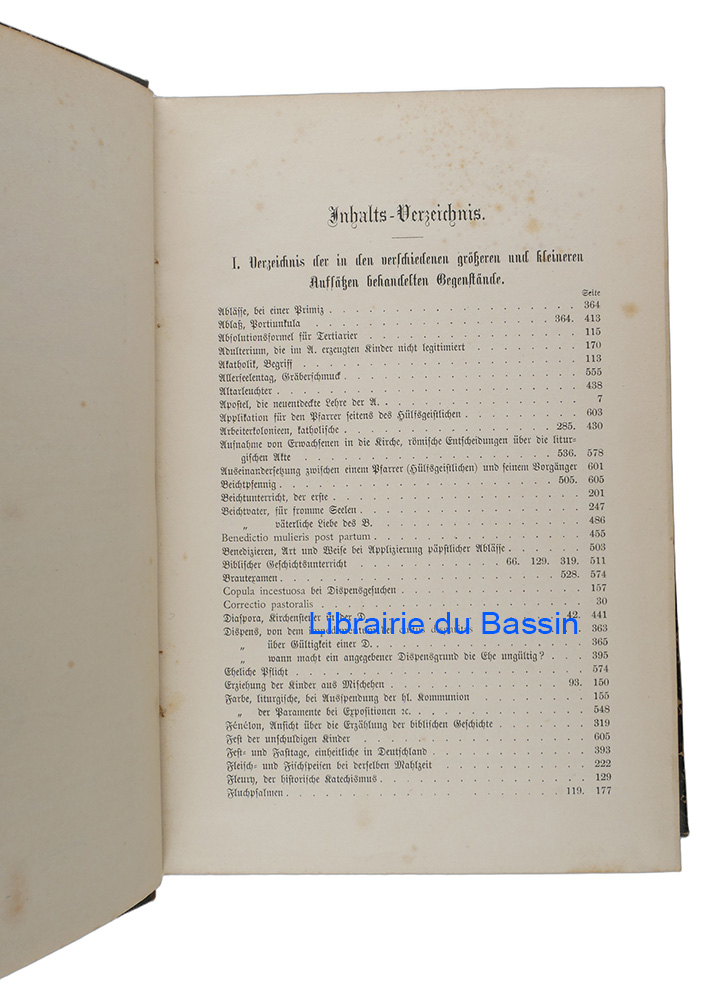 Inhalts-Verzeichnis.
I. Verzeichnis der in den verschiedenen größeren und kleineren
Aufsätzen behandelten Gegenstände.
Seite
Ablässe, bei einer Primiz . . . 364
Ablaß, Portiunkula . . . 364. 413
Absolutionsformel für Tertiarier . . . 115
Adulterium, die im A. erzeugten Kinder nicht legitimiert . . . 170
Akatholik, Begriff . . . 113
Allerseelentag, Gräberschmuck . . . 555
Altarleuchter . . . 438
Apostel, die neuentdeckte Lehre der A. . . . 7
Applikation für den Pfarrer seitens des Hülfsgeistlichen . . . 603
Arbeiterkolonieen, katholische . . . 285. 430
Aufnahme von Erwachsenen in die Kirche, römische Entscheidungen über die litur-
gischen Akte . . . 536. 578
Auseinandersetzung zwischen einem Pfarrer (Hülfsgeistlichen) und seinem Vorgänger 601
Beichtpfennig . . . 505. 605
Beichtunterricht, der erste . . . 201
Beichtvater, für fromme Seelen . . . 247
„ väterliche Liebe des B. . . . 486
Benedictio mulieris post partum . . . 455
Benedizieren, Art und Weise bei Applizierung päpstlicher Ablässe . . . 503
Biblischer Geschichtsunterricht . . . 66. 129. 319. 511
Brautexamen . . . 528. 574
Copula incestuosa bei Dispensgesuchen . . . 157
Correctio pastoralis . . . 30
Diaspora, Kirchensteuer in der D. . . . 42. 441
Librairie du Bassin
Dispens, von dem . . . 363
„ über Gültigkeit einer D. . . . 365
„ wann macht ein angegebener Dispensgrund die Ehe ungültig? . . . 395
Eheliche Pflicht . . . 574
Erziehung der Kinder aus Mischehen . . . 93. 150
Farbe, liturgische, bei Ausspendung der hl. Kommunion . . . 155
„ der Paramente bei Expositionen ꝛc. . . . 548
Fénélon, Ansicht über die Erzählung der biblischen Geschichte . . . 319
Fest der unschuldigen Kinder . . . 605
Fest- und Fasttage, einheitliche in Deutschland . . . 393
Fleisch- und Fischspeisen bei derselben Mahlzeit . . . 222
Fleury, der historische Katechismus . . . 129
Fluchpsalmen . . . 119. 177